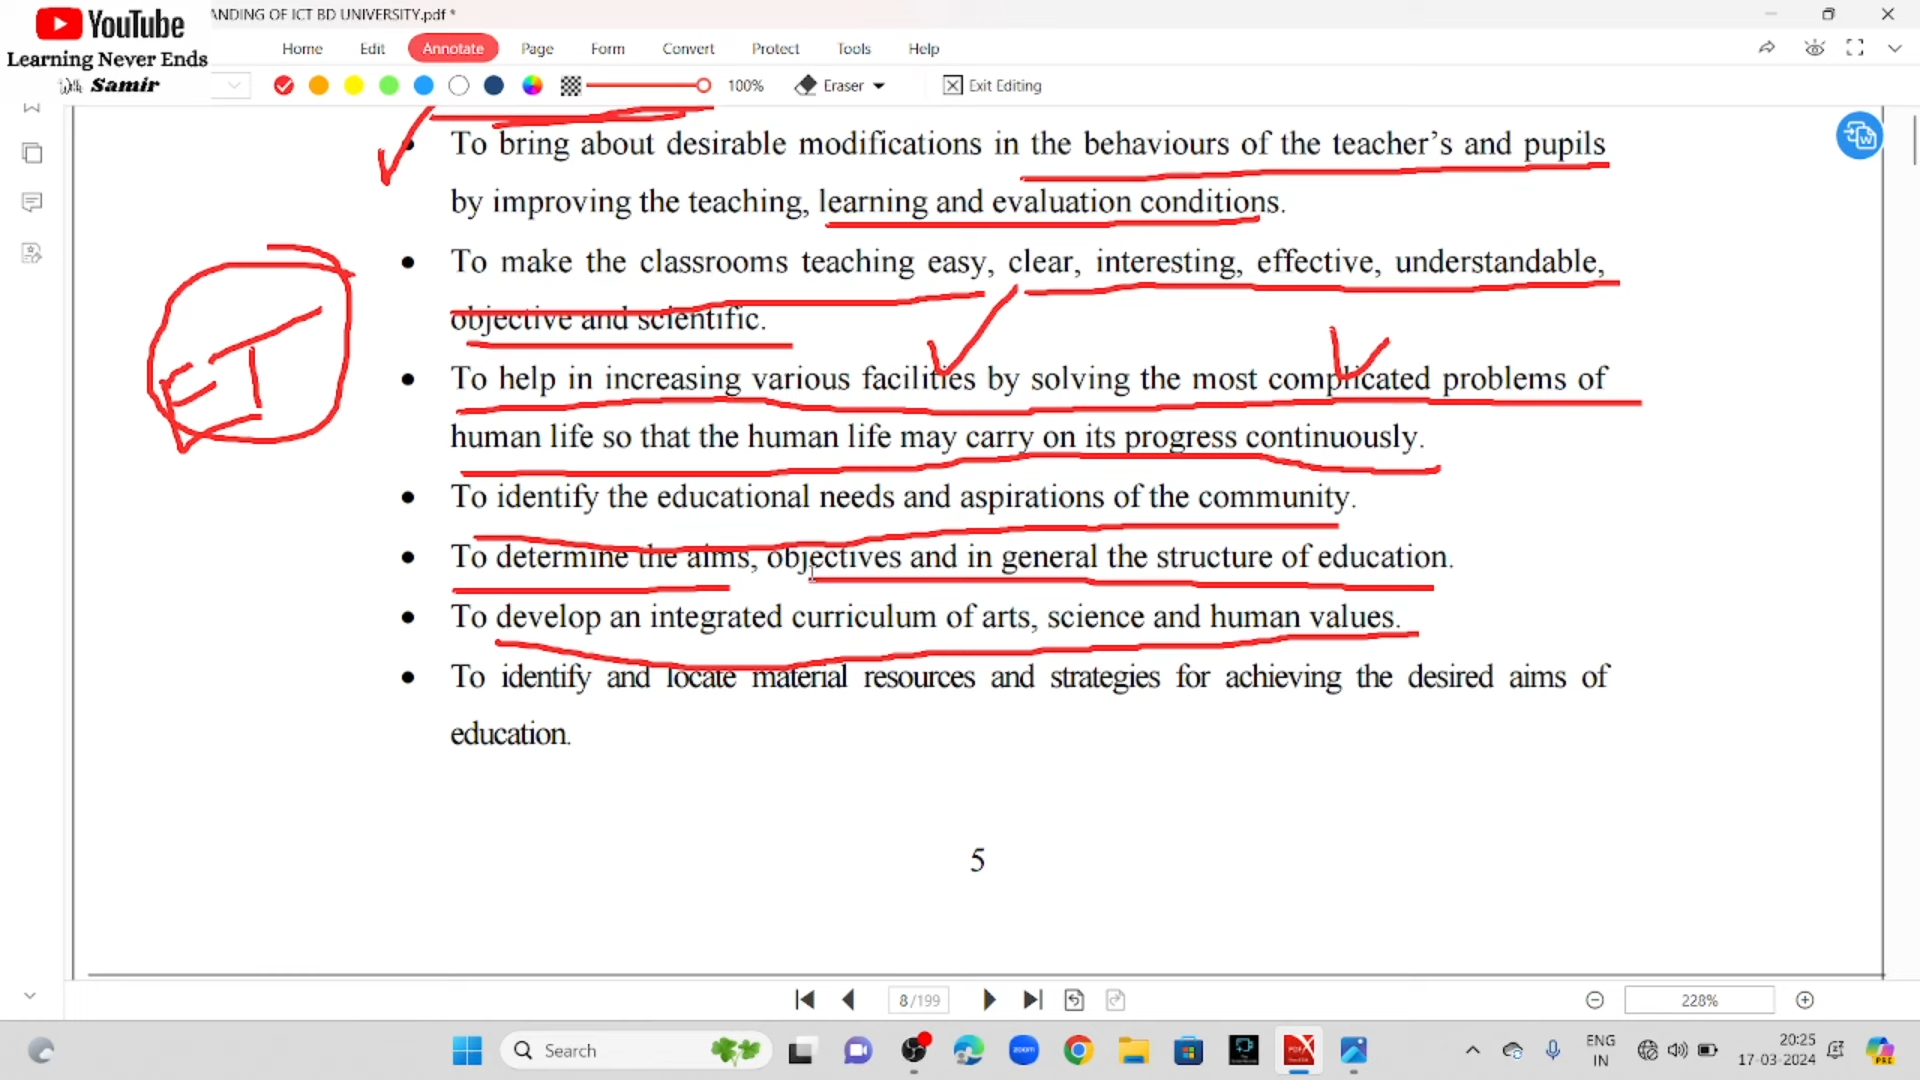 YouTube
ANDING OF ICT BD UNIVERSITY.pdf *
Learning Never Ends
Samir
Home Edit Annotate Page Form Convert Protect Tools Help
100% Eraser Exit Editing
To bring about desirable modifications in the behaviours of the teacher’s and pupils
by improving the teaching, learning and evaluation conditions.
• To make the classrooms teaching easy, clear, interesting, effective, understandable,
objective and scientific.
• To help in increasing various facilities by solving the most complicated problems of
human life so that the human life may carry on its progress continuously.
• To identify the educational needs and aspirations of the community.
• To determine the aims, objectives and in general the structure of education.
• To develop an integrated curriculum of arts, science and human values.
• To identify and locate material resources and strategies for achieving the desired aims of
education.
ET
5
8/199
228%
Search
zoom
ENG
IN
20:25
17-03-2024